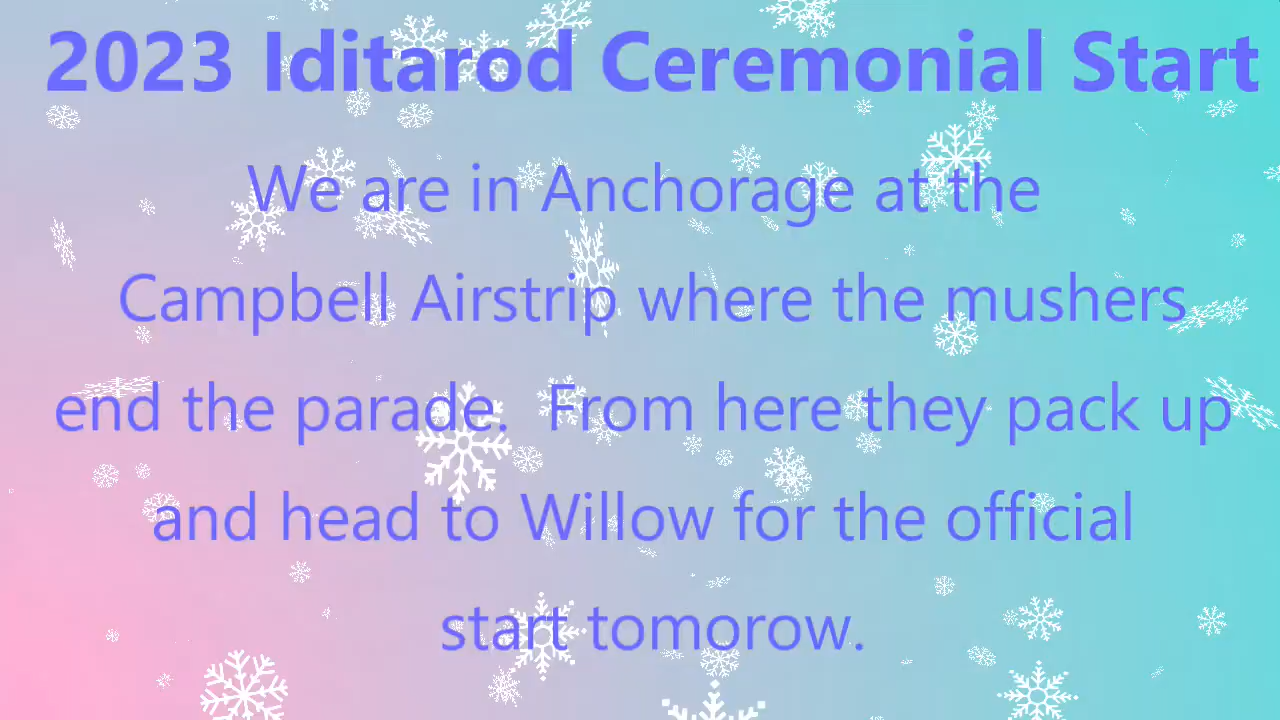 2023 Iditarod Ceremonial Start
We are in Anchorage at the
Campbell Airstrip where the mushers
end the parade.  From here they pack up
and head to Willow for the official
start tomorow.